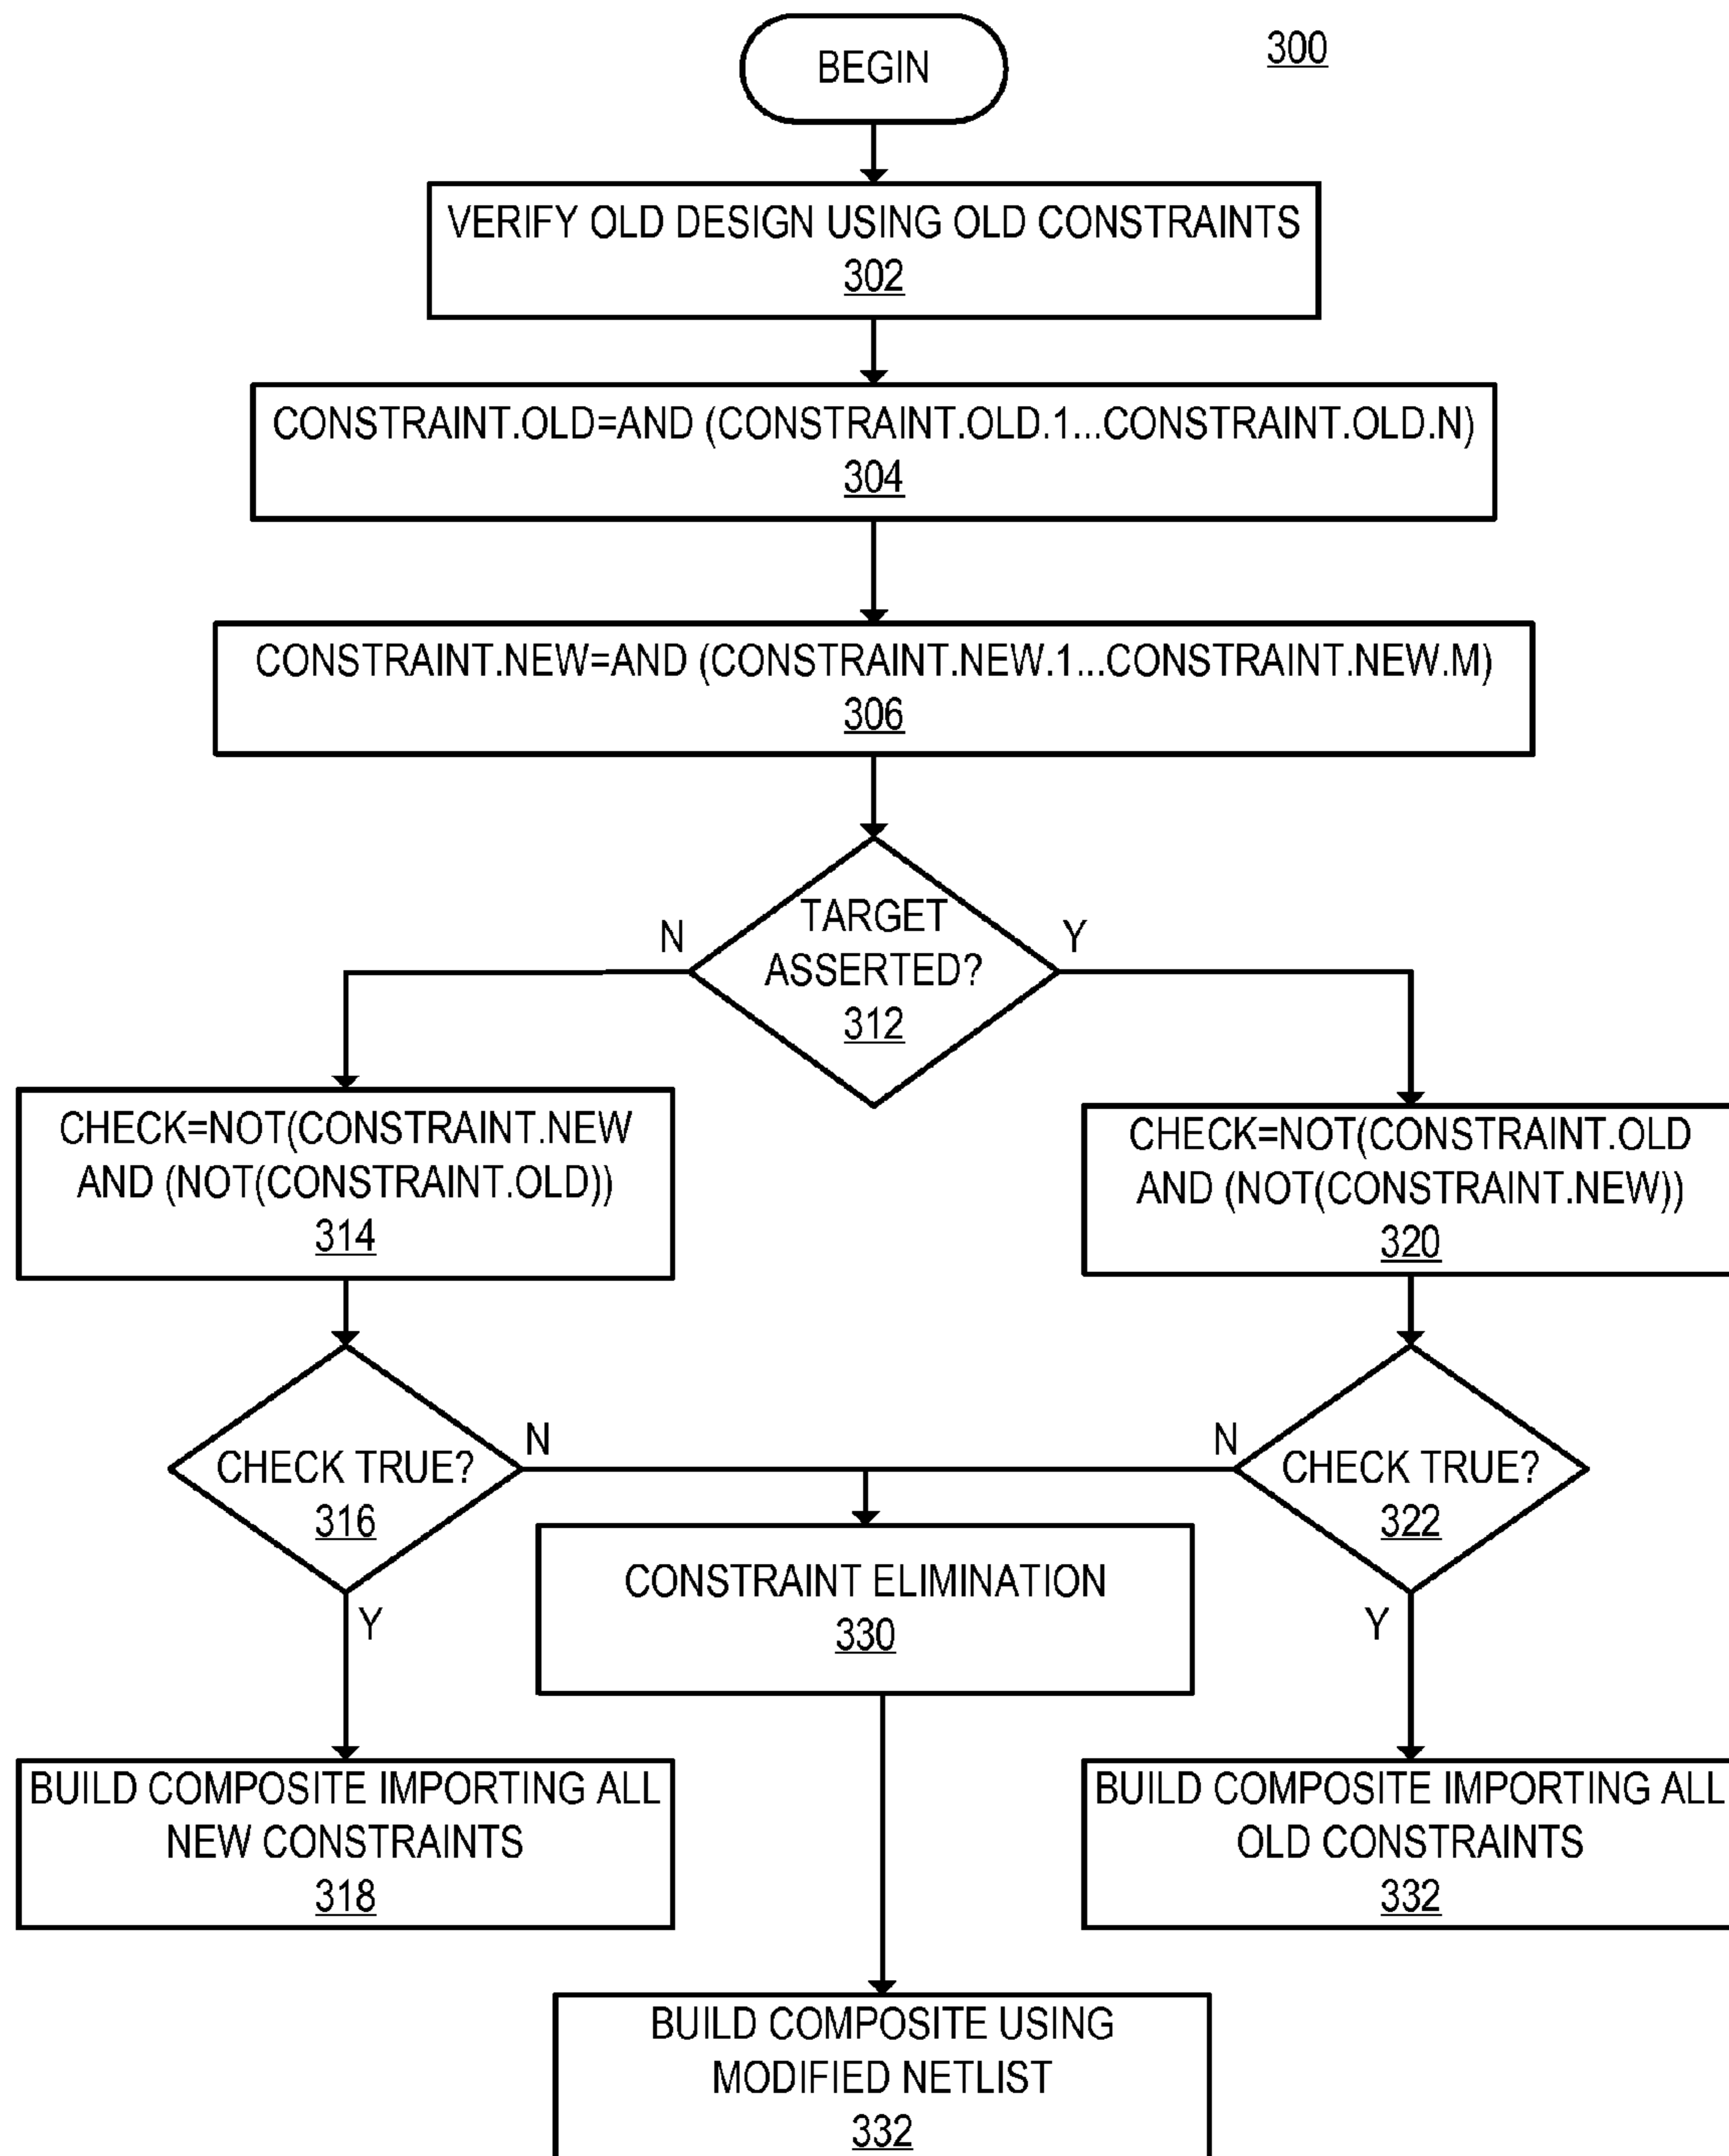 BEGIN
300
VERIFY OLD DESIGN USING OLD CONSTRAINTS
302
CONSTRAINT.OLD=AND (CONSTRAINT.OLD.1...CONSTRAINT.OLD.N)
304
CONSTRAINT.NEW=AND (CONSTRAINT.NEW.1...CONSTRAINT.NEW.M)
306
N
TARGET
ASSERTED?
312
Y
CHECK=NOT(CONSTRAINT.NEW
AND (NOT(CONSTRAINT.OLD))
314
CHECK=NOT(CONSTRAINT.OLD
AND (NOT(CONSTRAINT.NEW))
320
CHECK TRUE?
316
N
Y
N
CHECK TRUE?
322
Y
CONSTRAINT ELIMINATION
330
BUILD COMPOSITE IMPORTING ALL
NEW CONSTRAINTS
318
BUILD COMPOSITE IMPORTING ALL
OLD CONSTRAINTS
332
BUILD COMPOSITE USING
MODIFIED NETLIST
332